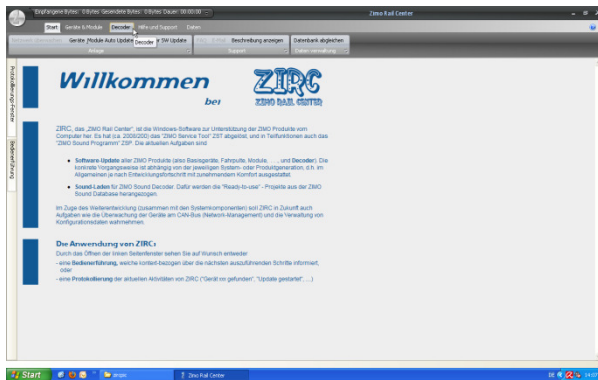 Empfangene Bytes: 0 Bytes Gesendete Bytes: 0 Bytes Dauer: 00:00:00
Zimo Rail Center
Start Geräte & Module Decoder Hilfe und Support Daten
Geräte ,Module Auto Update SW Update Beschreibung anzeigen Datenbank abgleichen
Decoder
Anlage Support Daten verwaltung
Protokollierungs-Fenster
Bedienerführung
Willkommen
bei
ZIRC
ZIMO RAIL CENTER
ZIRC, das „ZIMO Rail Center", ist die Windows-Software zur Unterstützung der ZIMO Produkte vom
Computer her. Es hat (ca. 2008/200) das "ZIMO Service Tool" ZST abgelöst, und in Teilfunktionen auch das
"ZIMO Sound Programm" ZSP. Die aktuellen Aufgaben sind
• Software-Update aller ZIMO Produkte (also Basisgeräte, Fahrpulte, Module, ... , und Decoder). Die
konkrete Vorgangsweise ist abhängig von der jeweiligen System- oder Produktgeneration, d.h. im
Allgemeinen je nach Entwicklungsfortschritt mit zunehmendem Komfort ausgestattet.
• Sound-Laden für ZIMO Sound Decoder. Dafür werden die "Ready-to-use" - Projekte aus der ZIMO
Sound Database herangezogen.
Im Zuge des Weiterentwicklung (zusammen mit den Systemkomponenten) soll ZIRC in Zukunft auch
Aufgaben wie die Überwachung der Geräte am CAN-Bus (Network-Management) und die Verwaltung von
Konfigurationsdaten wahrnehmen.
Die Anwendung von ZIRC:
Durch das Öffnen der linken Seitenfenster sehen Sie auf Wunsch entweder
- eine Bedienerführung, welche kontext-bezogen über die nächsten auszuführenden Schritte informiert,
oder
- eine Protokollierung der aktuellen Aktivitäten von ZIRC ("Gerät xn gefunden", "Update gestartet", ...)
Start Zimo Rail Center DE